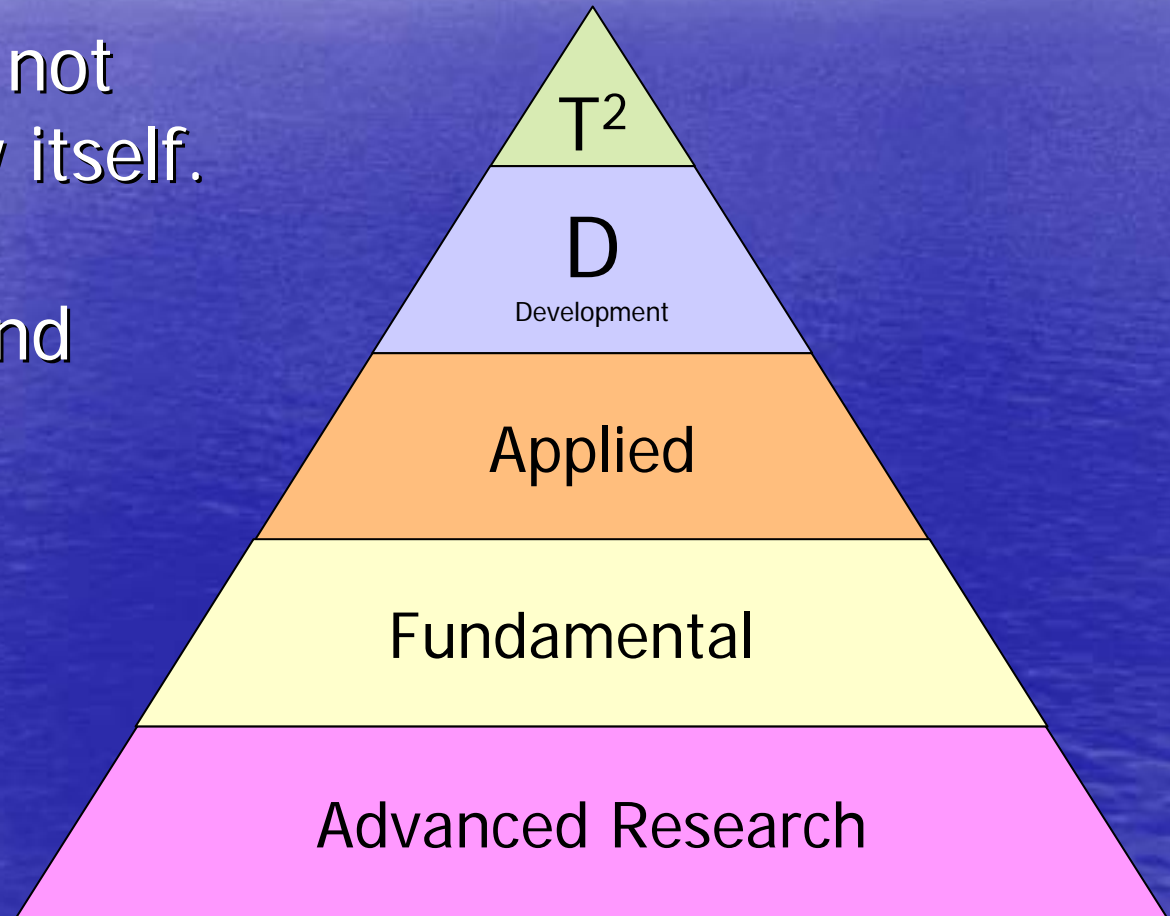 not
itself.
nd
T²
D
Development
Applied
Fundamental
Advanced Research